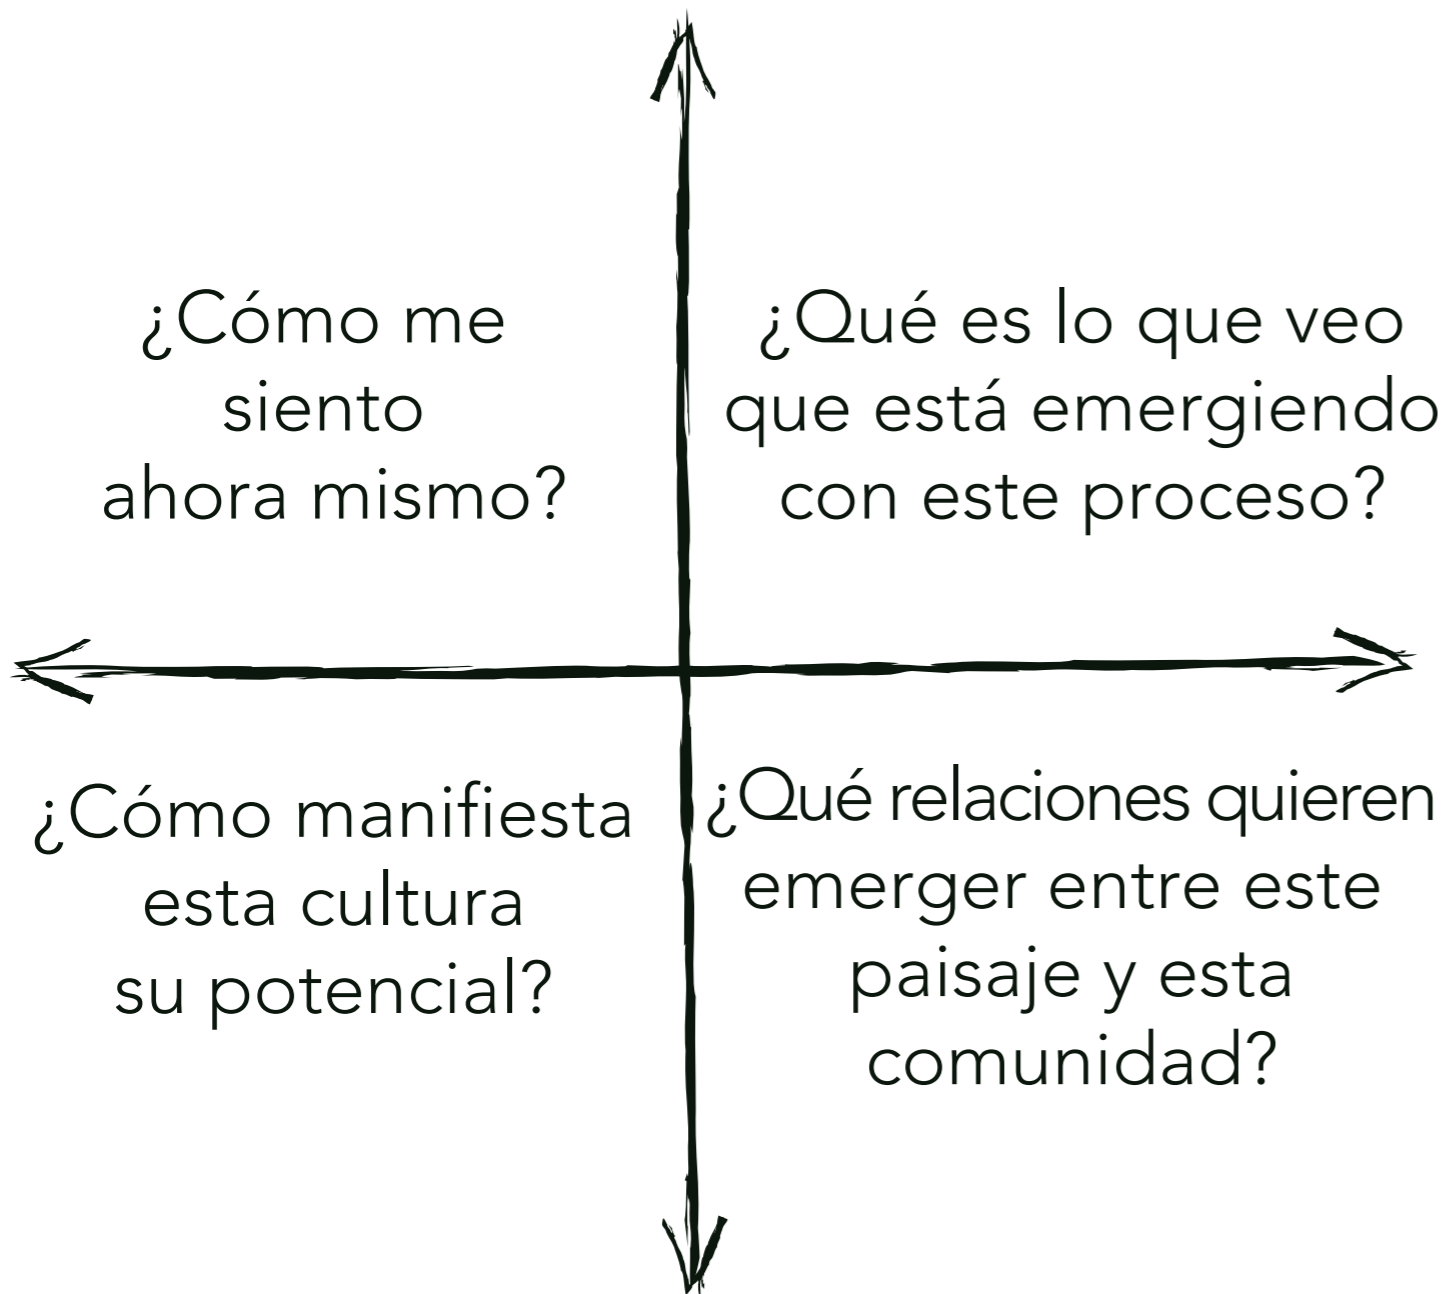 ¿Cómo me
siento
ahora mismo?
¿Qué es lo que veo
que está emergiendo
con este proceso?
¿Cómo manifiesta
esta cultura
su potencial?
¿Qué relaciones quieren
emerger entre este
paisaje y esta
comunidad?